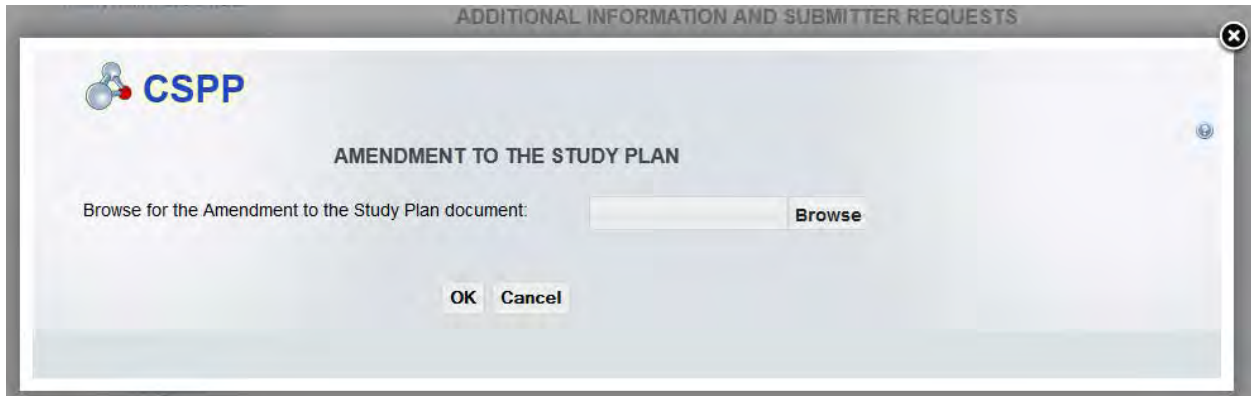 ADDITIONAL INFORMATION AND SUBMITTER REQUESTS
CSPP
AMENDMENT TO THE STUDY PLAN
Browse for the Amendment to the Study Plan document: Browse
OK Cancel